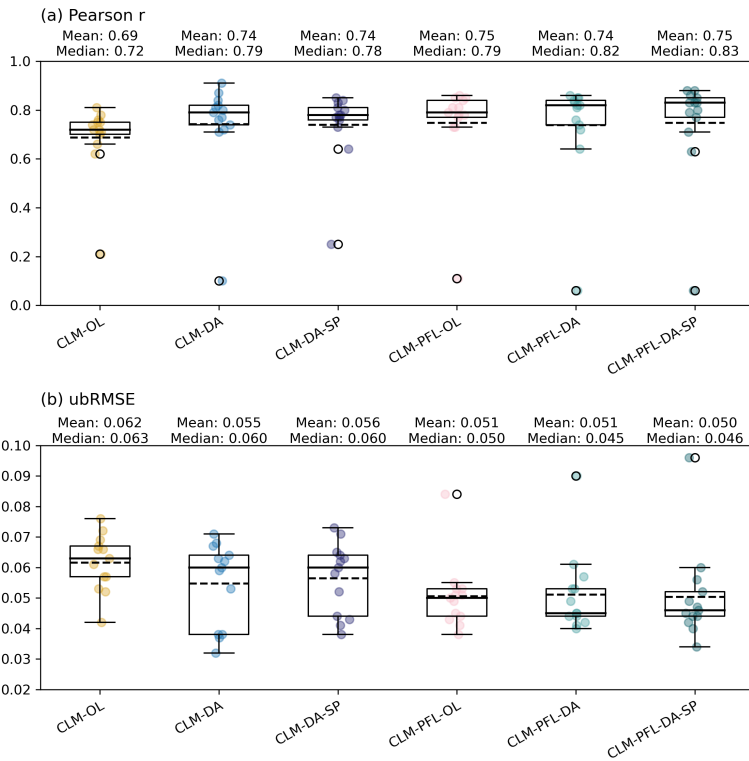 (a) Pearson r
Mean: 0.69 Mean: 0.74 Mean: 0.74 Mean: 0.75 Mean: 0.74 Mean: 0.75
Median: 0.72 Median: 0.79 Median: 0.78 Median: 0.79 Median: 0.82 Median: 0.83
1.0
0.8
0.6
0.4
0.2
0.0
CLM-OL CLM-DA CLM-DA-SP CLM-PFL-OL CLM-PFL-DA CLM-PFL-DA-SP
(b) ubRMSE
Mean: 0.062 Mean: 0.055 Mean: 0.056 Mean: 0.051 Mean: 0.051 Mean: 0.050
Median: 0.063 Median: 0.060 Median: 0.060 Median: 0.050 Median: 0.045 Median: 0.046
0.10
0.09
0.08
0.07
0.06
0.05
0.04
0.03
0.02
CLM-OL CLM-DA CLM-DA-SP CLM-PFL-OL CLM-PFL-DA CLM-PFL-DA-SP